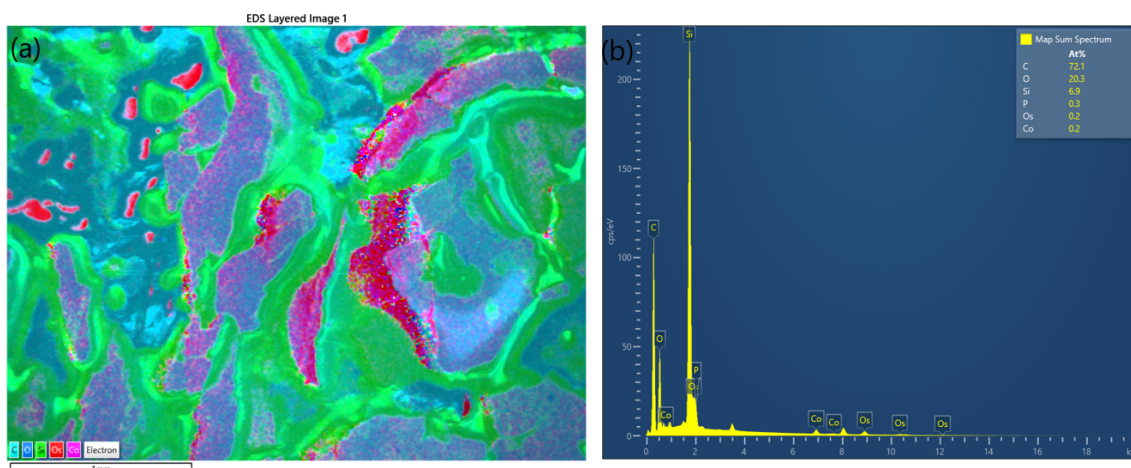 EDS Layered Image 1
(a)
C O Si Os Co Electron
(b)
Map Sum Spectrum
At%
C 72.1
O 20.3
Si 6.9
P 0.3
Os 0.2
Co 0.2
Si
C
O
P
Co
Co Co Os Os Os
cps/eV
200
150
100
50
0
0 2 4 6 8 10 12 14 16 18 k